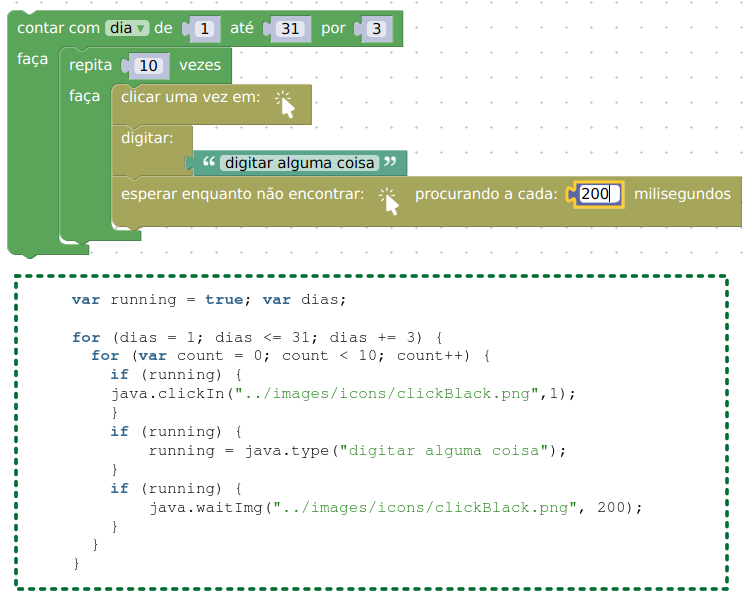 contar com dia ▾ de 1 até 31 por 3
faça repita 10 vezes
faça clicar uma vez em:
digitar:
“ digitar alguma coisa ”
esperar enquanto não encontrar: procurando a cada: 200 milisegundos
var running = true; var dias;
for (dias = 1; dias <= 31; dias += 3) {
for (var count = 0; count < 10; count++) {
if (running) {
java.clickIn("../images/icons/clickBlack.png",1);
}
if (running) {
running = java.type("digitar alguma coisa");
}
if (running) {
java.waitImg("../images/icons/clickBlack.png", 200);
}
}
}